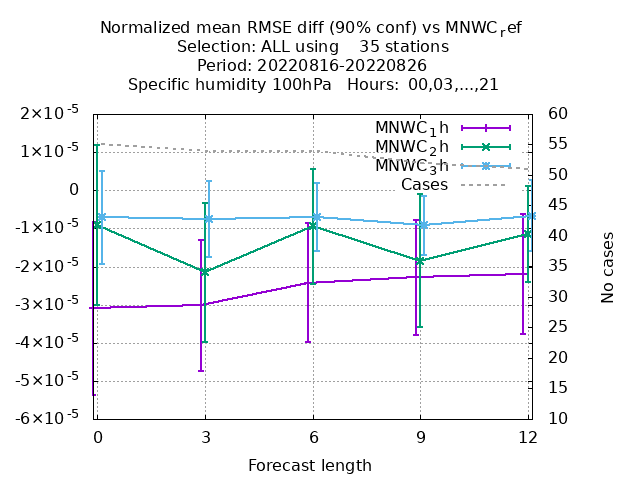 Normalized mean RMSE diff (90% conf) vs MNWC_ref
Selection: ALL using    35 stations
Period: 20220816-20220826
Specific humidity 100hPa   Hours: 00,03,...,21
2×10^-5
1×10^-5
0
-1×10^-5
-2×10^-5
-3×10^-5
-4×10^-5
-5×10^-5
-6×10^-5
MNWC_1h
MNWC_2h
MNWC_3h
Cases
60
55
50
45
40
35
30
25
20
15
10
No cases
0 3 6 9 12
Forecast length